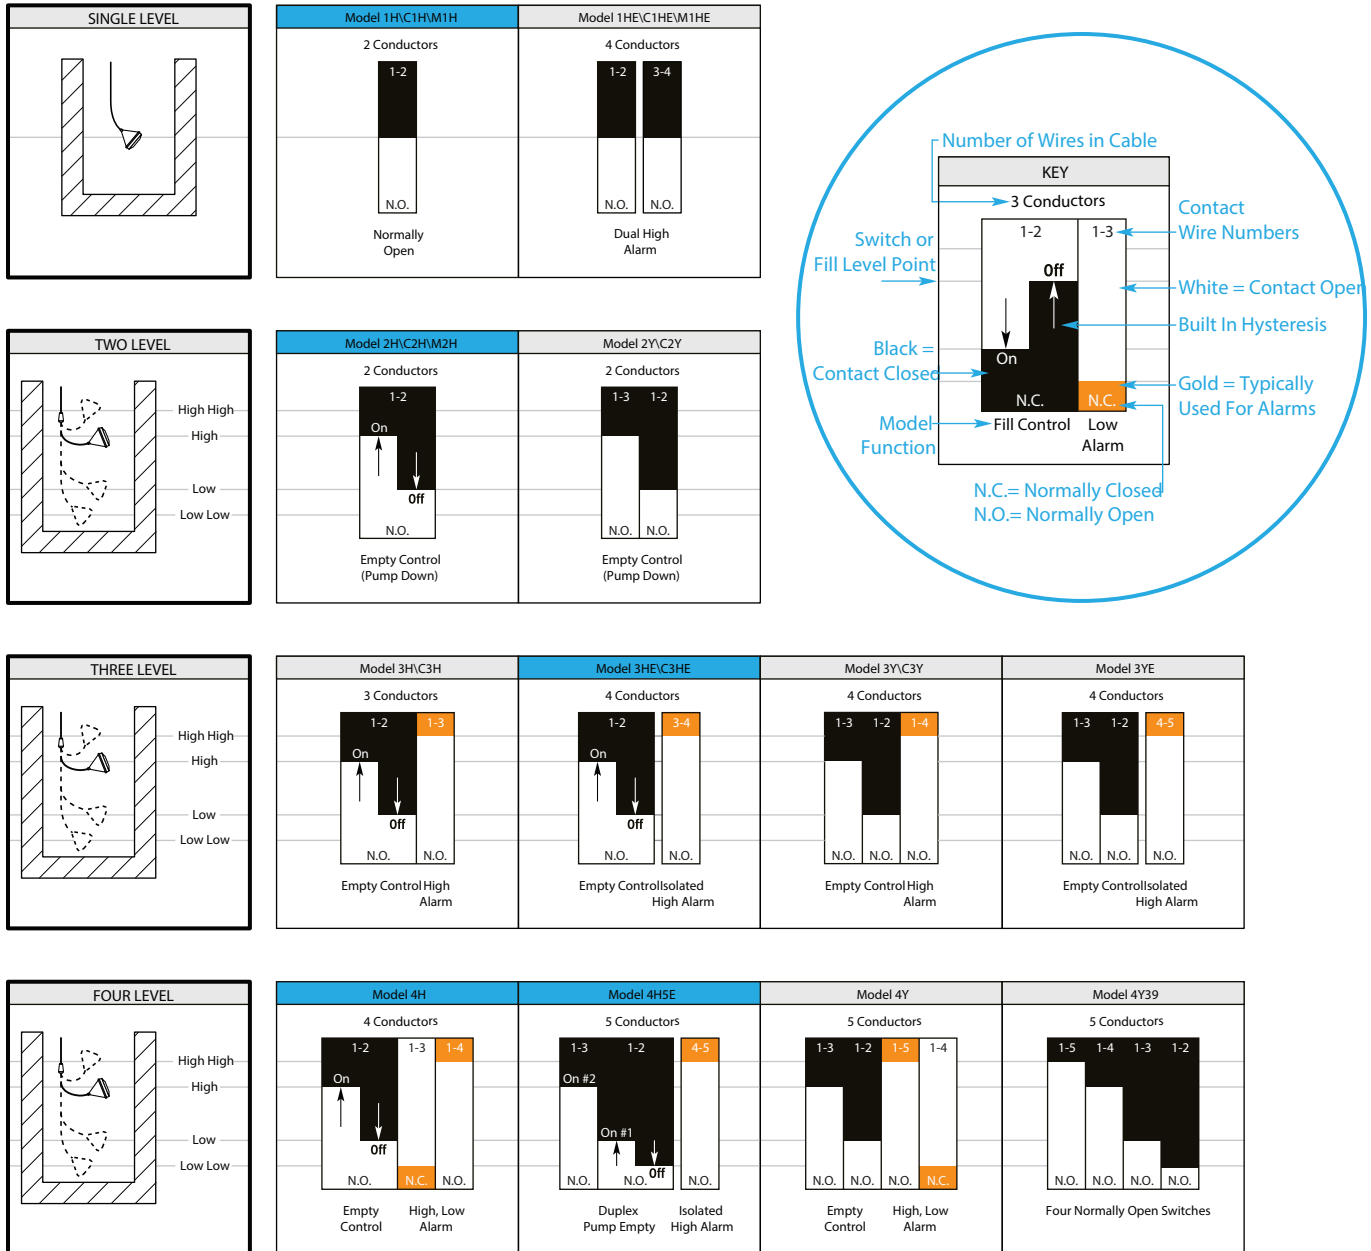 SINGLE LEVEL
Model 1H\C1H\M1H
2 Conductors
1-2
N.O.
Normally
Open
Model 1HE\C1HE\M1HE
4 Conductors
1-2
3-4
N.O.
N.O.
Dual High
Alarm
Number of Wires in Cable
KEY
3 Conductors
1-2
1-3
Contact
Wire Numbers
Switch or
Fill Level Point
Off
White = Contact Open
Built In Hysteresis
Black =
Contact Closed
On
Gold = Typically
Used For Alarms
N.C.
N.C.
Model
Function
Fill Control
Low
Alarm
N.C.= Normally Closed
N.O.= Normally Open
TWO LEVEL
High High
High
Low
Low Low
Model 2H\C2H\M2H
2 Conductors
1-2
On
Off
N.O.
Empty Control
(Pump Down)
Model 2Y\C2Y
2 Conductors
1-3
1-2
N.O.
N.O.
Empty Control
(Pump Down)
THREE LEVEL
High High
High
Low
Low Low
Model 3H\C3H
3 Conductors
1-2
1-3
On
Off
N.O.
N.O.
Empty Control
High
Alarm
Model 3HE\C3HE
4 Conductors
1-2
3-4
On
Off
N.O.
N.O.
Empty Control
Isolated
High Alarm
Model 3Y\C3Y
4 Conductors
1-3
1-2
1-4
N.O.
N.O.
N.O.
Empty Control
High
Alarm
Model 3YE
4 Conductors
1-3
1-2
4-5
N.O.
N.O.
N.O.
Empty Control
Isolated
High Alarm
FOUR LEVEL
High High
High
Low
Low Low
Model 4H
4 Conductors
1-2
1-3
1-4
On
Off
N.O.
N.C.
N.O.
Empty
Control
High, Low
Alarm
Model 4H5E
5 Conductors
1-3
1-2
4-5
On #2
On #1
Off
N.O.
N.O.
N.O.
Duplex
Pump Empty
Isolated
High Alarm
Model 4Y
5 Conductors
1-3
1-2
1-5
1-4
N.O.
N.O.
N.O.
N.C.
Empty
Control
High, Low
Alarm
Model 4Y39
5 Conductors
1-5
1-4
1-3
1-2
N.O.
N.O.
N.O.
N.O.
Four Normally Open Switches